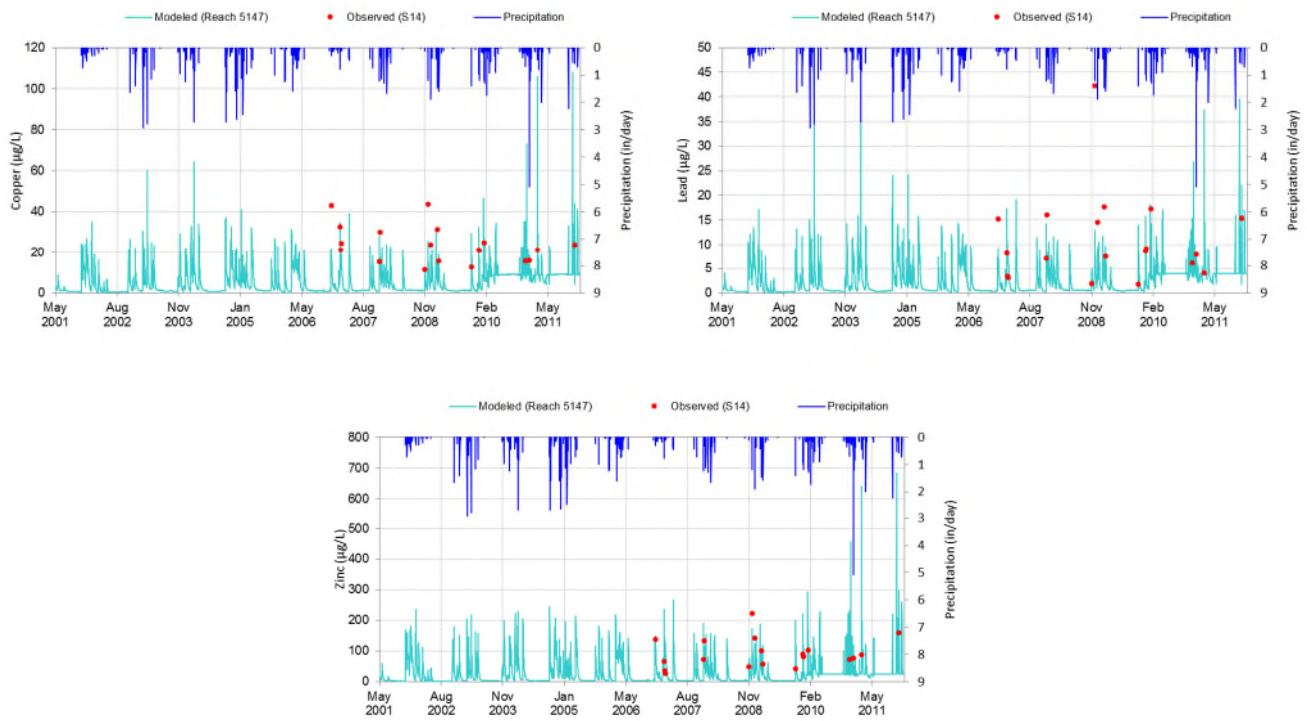 Modeled (Reach 5147) Observed (S14) Precipitation
120 100 80 60 40 20 0
Copper (µg/L)
0 1 2 3 4 5 6 7 8 9
Precipitation (in/day)
May 2001 Aug 2002 Nov 2003 Jan 2005 May 2006 Aug 2007 Nov 2008 Feb 2010 May 2011
Modeled (Reach 5147) Observed (S14) Precipitation
50 45 40 35 30 25 20 15 10 5 0
Lead (µg/L)
0 1 2 3 4 5 6 7 8 9
Precipitation (in/day)
May 2001 Aug 2002 Nov 2003 Jan 2005 May 2006 Aug 2007 Nov 2008 Feb 2010 May 2011
Modeled (Reach 5147) Observed (S14) Precipitation
800 700 600 500 400 300 200 100 0
Zinc (µg/L)
0 1 2 3 4 5 6 7 8 9
Precipitation (in/day)
May 2001 Aug 2002 Nov 2003 Jan 2005 May 2006 Aug 2007 Nov 2008 Feb 2010 May 2011